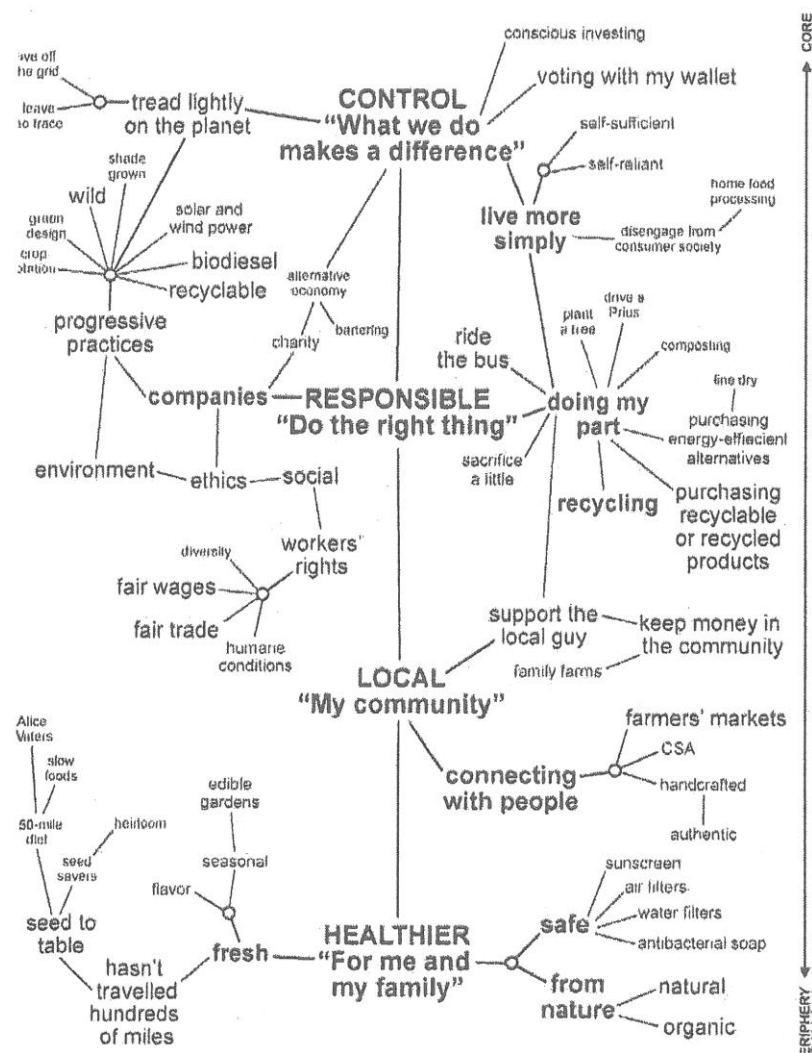 CORE
conscious investing
voting with my wallet
CONTROL
“What we do
makes a difference”
the grid
leave
no trace
tread lightly
on the planet
self-sufficient
self-reliant
live more
simply
home food
processing
disengage from
consumer society
shade
grown
wild
green
design
crop
solar and
wind power
biodiesel
recyclable
progressive
practices
alternative
economy
bartering
charity
companies
RESPONSIBLE
“Do the right thing”
ride
the bus
plant
a tree
drive a
Prius
composting
line dry
doing my
part
purchasing
energy-effiecient
alternatives
sacrifice
a little
recycling
purchasing
recyclable
or recycled
products
environment
ethics
social
workers’
rights
diversity
fair wages
fair trade
humane
conditions
support the
local guy
keep money in
the community
family farms
LOCAL
“My community”
connecting
with people
farmers’ markets
CSA
handcrafted
authentic
Alice
Waters
slow
foods
50-mile
diet
heirloom
seed
savers
seed to
table
hasn’t
travelled
hundreds
of miles
edible
gardens
seasonal
flavor
fresh
HEALTHIER
“For me and
my family”
safe
sunscreen
air filters
water filters
antibacterial soap
from
nature
natural
organic
ERIPHERY